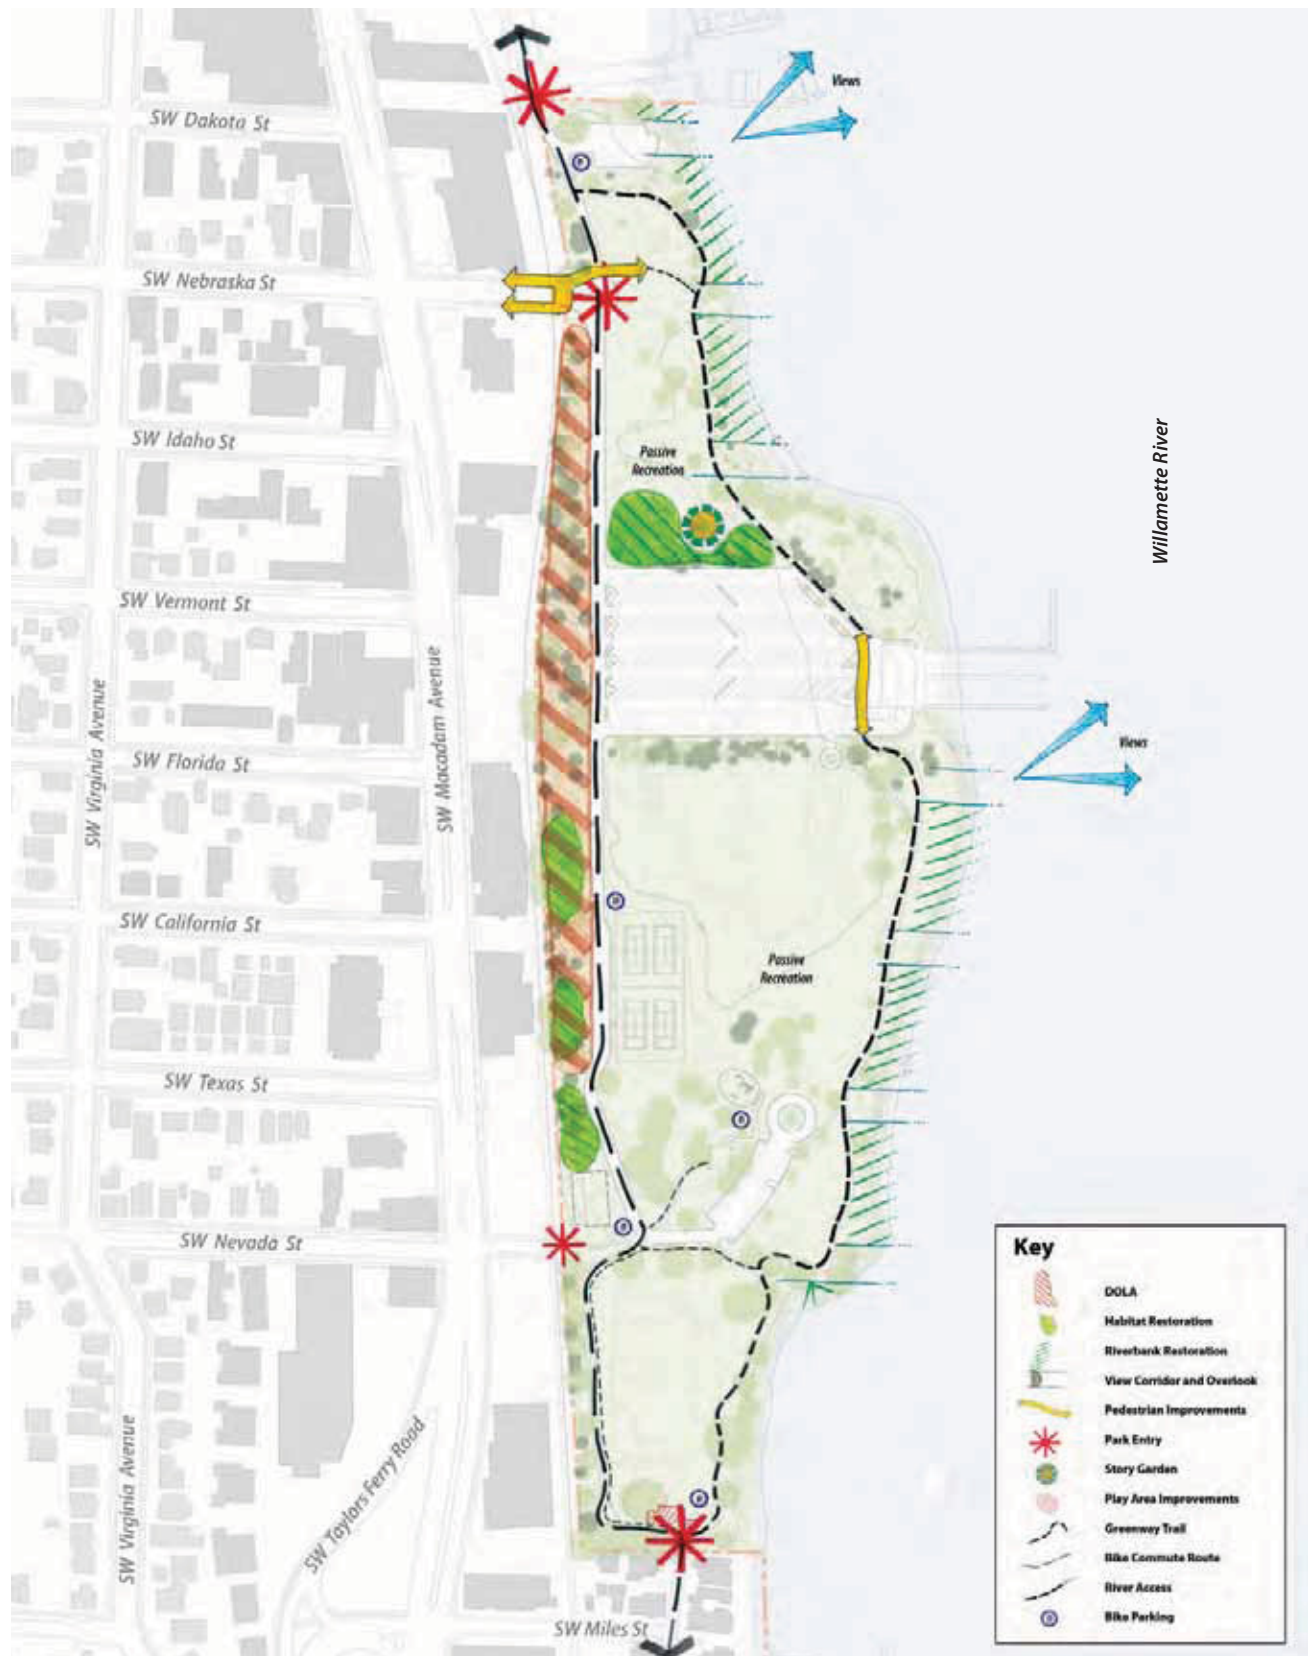 Views
SW Dakota St
SW Nebraska St
SW Idaho St
Passive
Recreation
Willamette River
SW Vermont St
SW Virginia Avenue
SW Macadam Avenue
SW Florida St
Views
SW California St
Passive
Recreation
SW Texas St
SW Nevada St
Key
DOLA
Habitat Restoration
Riverbank Restoration
View Corridor and Overlook
Pedestrian Improvements
Park Entry
Story Garden
Play Area Improvements
Greenway Trail
Bike Commute Route
River Access
Bike Parking
SW Virginia Avenue
SW Taylors Ferry Road
SW Miles St